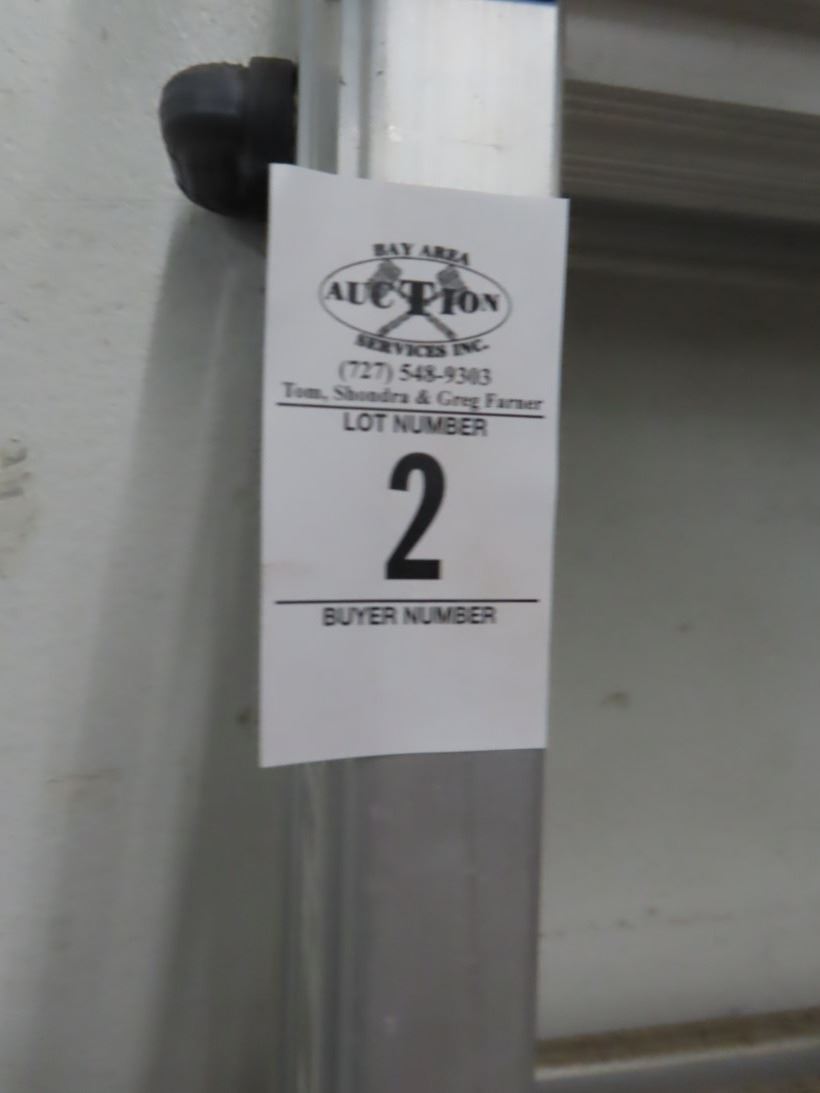 BAY AREA
AUCTION
SERVICES INC.
(727) 548-9303
Tom, Shondra & Greg Farner
LOT NUMBER
2
BUYER NUMBER